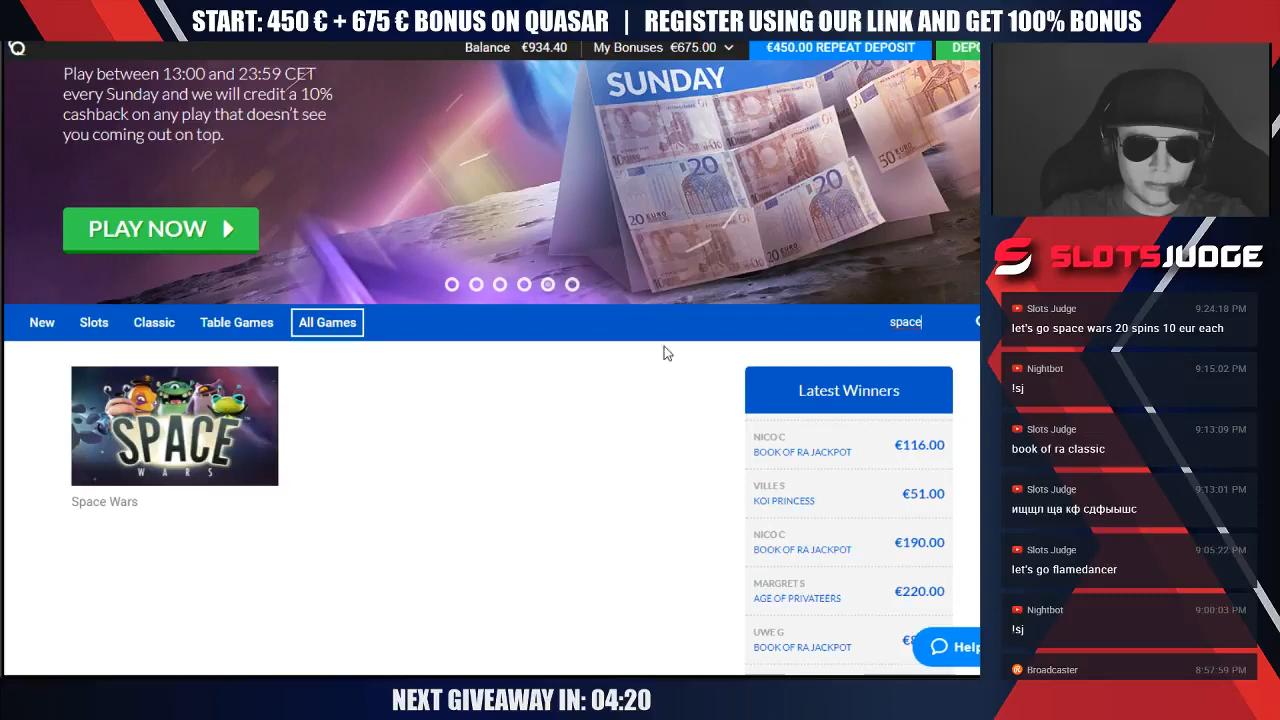 START: 450 € + 675 € BONUS ON QUASAR | REGISTER USING OUR LINK AND GET 100% BONUS
Balance €934.40 My Bonuses €675.00 €450.00 REPEAT DEPOSIT
Play between 13:00 and 23:59 CET
every Sunday and we will credit a 10%
cashback on any play that doesn't see
you coming out on top.
SUNDAY
PLAY NOW
New Slots Classic Table Games All Games space
SPACE
WARS
Space Wars
Latest Winners
NICO C
BOOK OF RA JACKPOT €116.00
VILLE S
KOI PRINCESS €51.00
NICO C
BOOK OF RA JACKPOT €190.00
MARGRET S
AGE OF PRIVATEERS €220.00
UWE G
BOOK OF RA JACKPOT
Help
SLOTSJUDGE
Slots Judge 9:24:18 PM
let's go space wars 20 spins 10 eur each
Nightbot 9:15:02 PM
!sj
Slots Judge 9:13:09 PM
book of ra classic
Slots Judge 9:13:01 PM
ищщл ща кф сдфыышс
Slots Judge 9:05:22 PM
let's go flamedancer
Nightbot 9:00:03 PM
!sj
Broadcaster 8:57:59 PM
NEXT GIVEAWAY IN: 04:20